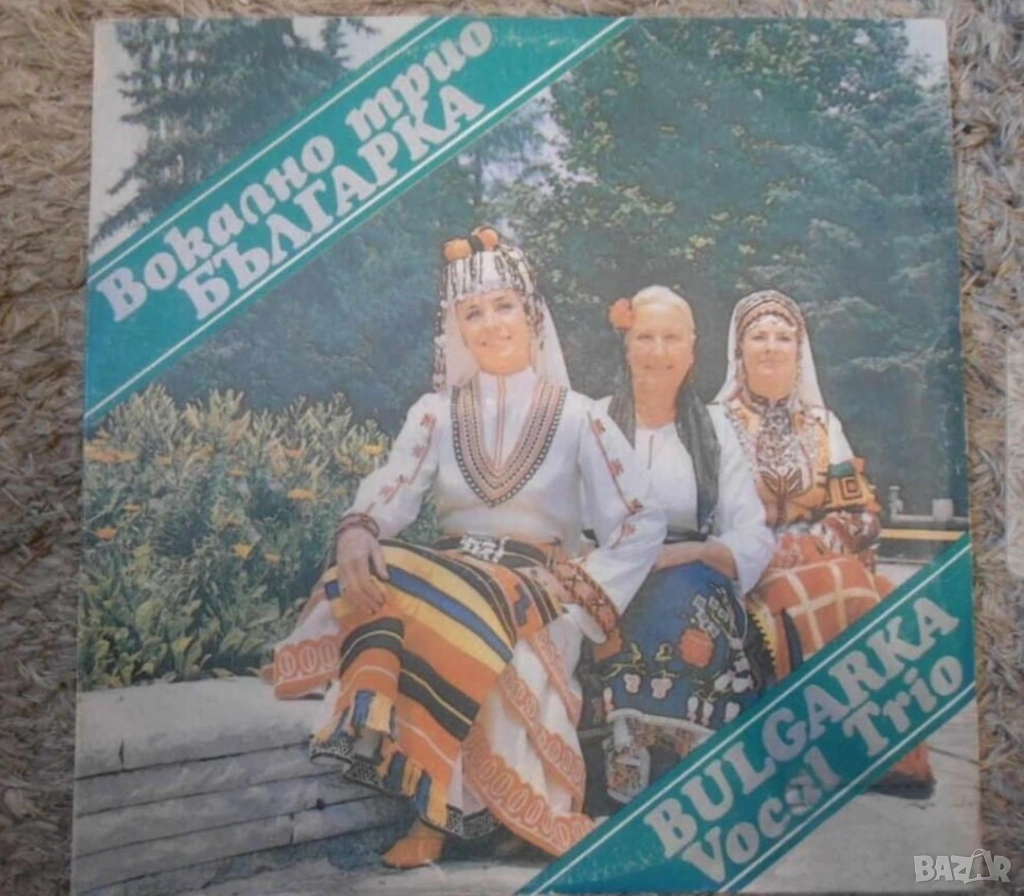 Вокално трио
БЪЛГАРКА
BULGARKA
Vocal Trio
BAZAR